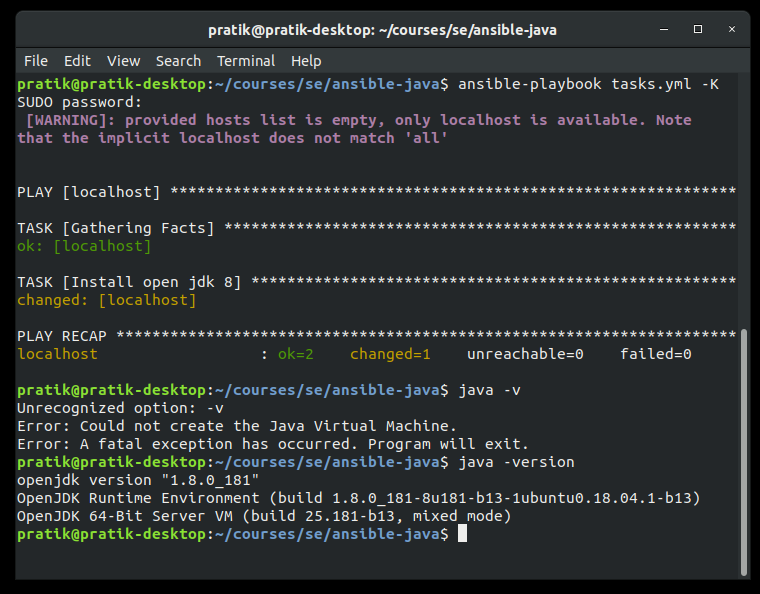 pratik@pratik-desktop: ~/courses/se/ansible-java
File Edit View Search Terminal Help
pratik@pratik-desktop:~/courses/se/ansible-java$ ansible-playbook tasks.yml -K
SUDO password:
 [WARNING]: provided hosts list is empty, only localhost is available. Note
that the implicit localhost does not match 'all'
PLAY [localhost] ***************************************************************
TASK [Gathering Facts] *********************************************************
ok: [localhost]
TASK [Install open jdk 8] ******************************************************
changed: [localhost]
PLAY RECAP *********************************************************************
localhost                  : ok=2    changed=1    unreachable=0    failed=0
pratik@pratik-desktop:~/courses/se/ansible-java$ java -v
Unrecognized option: -v
Error: Could not create the Java Virtual Machine.
Error: A fatal exception has occurred. Program will exit.
pratik@pratik-desktop:~/courses/se/ansible-java$ java -version
openjdk version "1.8.0_181"
OpenJDK Runtime Environment (build 1.8.0_181-8u181-b13-1ubuntu0.18.04.1-b13)
OpenJDK 64-Bit Server VM (build 25.181-b13, mixed mode)
pratik@pratik-desktop:~/courses/se/ansible-java$